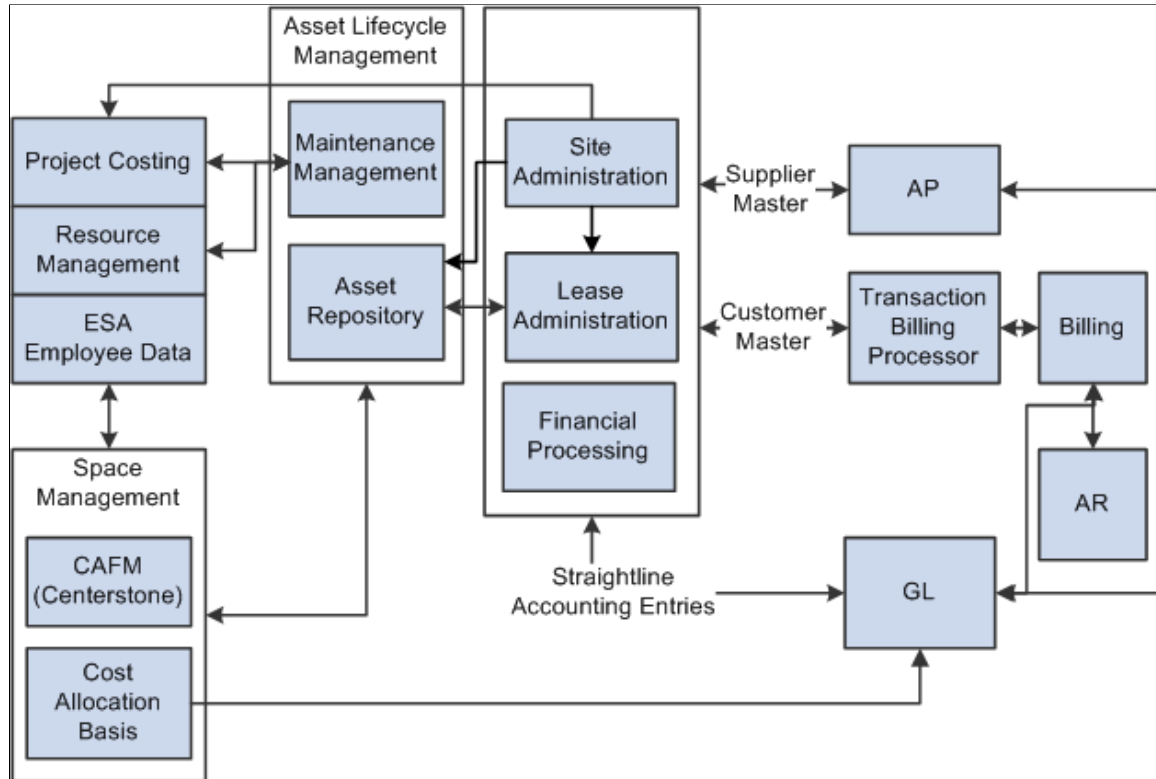 Asset Lifecycle
Management
Project Costing
Resource
Management
ESA
Employee Data
Maintenance
Management
Asset
Repository
Site
Administration
Lease
Administration
Financial
Processing
Supplier
Master
AP
Customer
Master
Transaction
Billing
Processor
Billing
AR
Space
Management
CAFM
(Centerstone)
Cost
Allocation
Basis
Straightline
Accounting Entries
GL